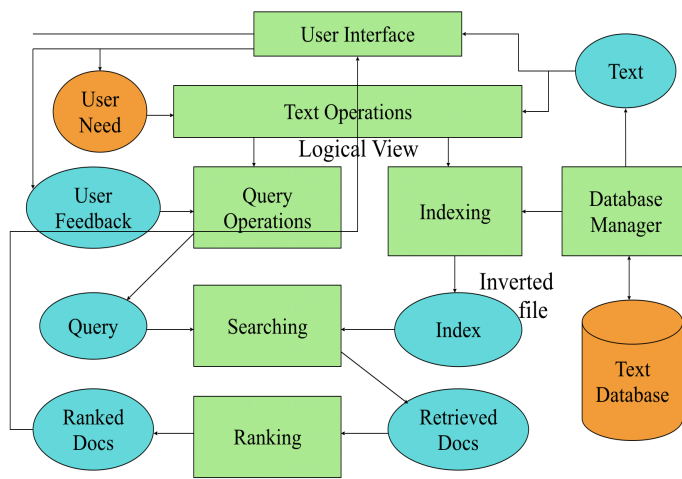 User Interface
Text
User
Need
Text Operations
Logical View
User
Feedback
Query
Operations
Indexing
Database
Manager
Inverted
file
Query
Searching
Index
Text
Database
Ranked
Docs
Ranking
Retrieved
Docs